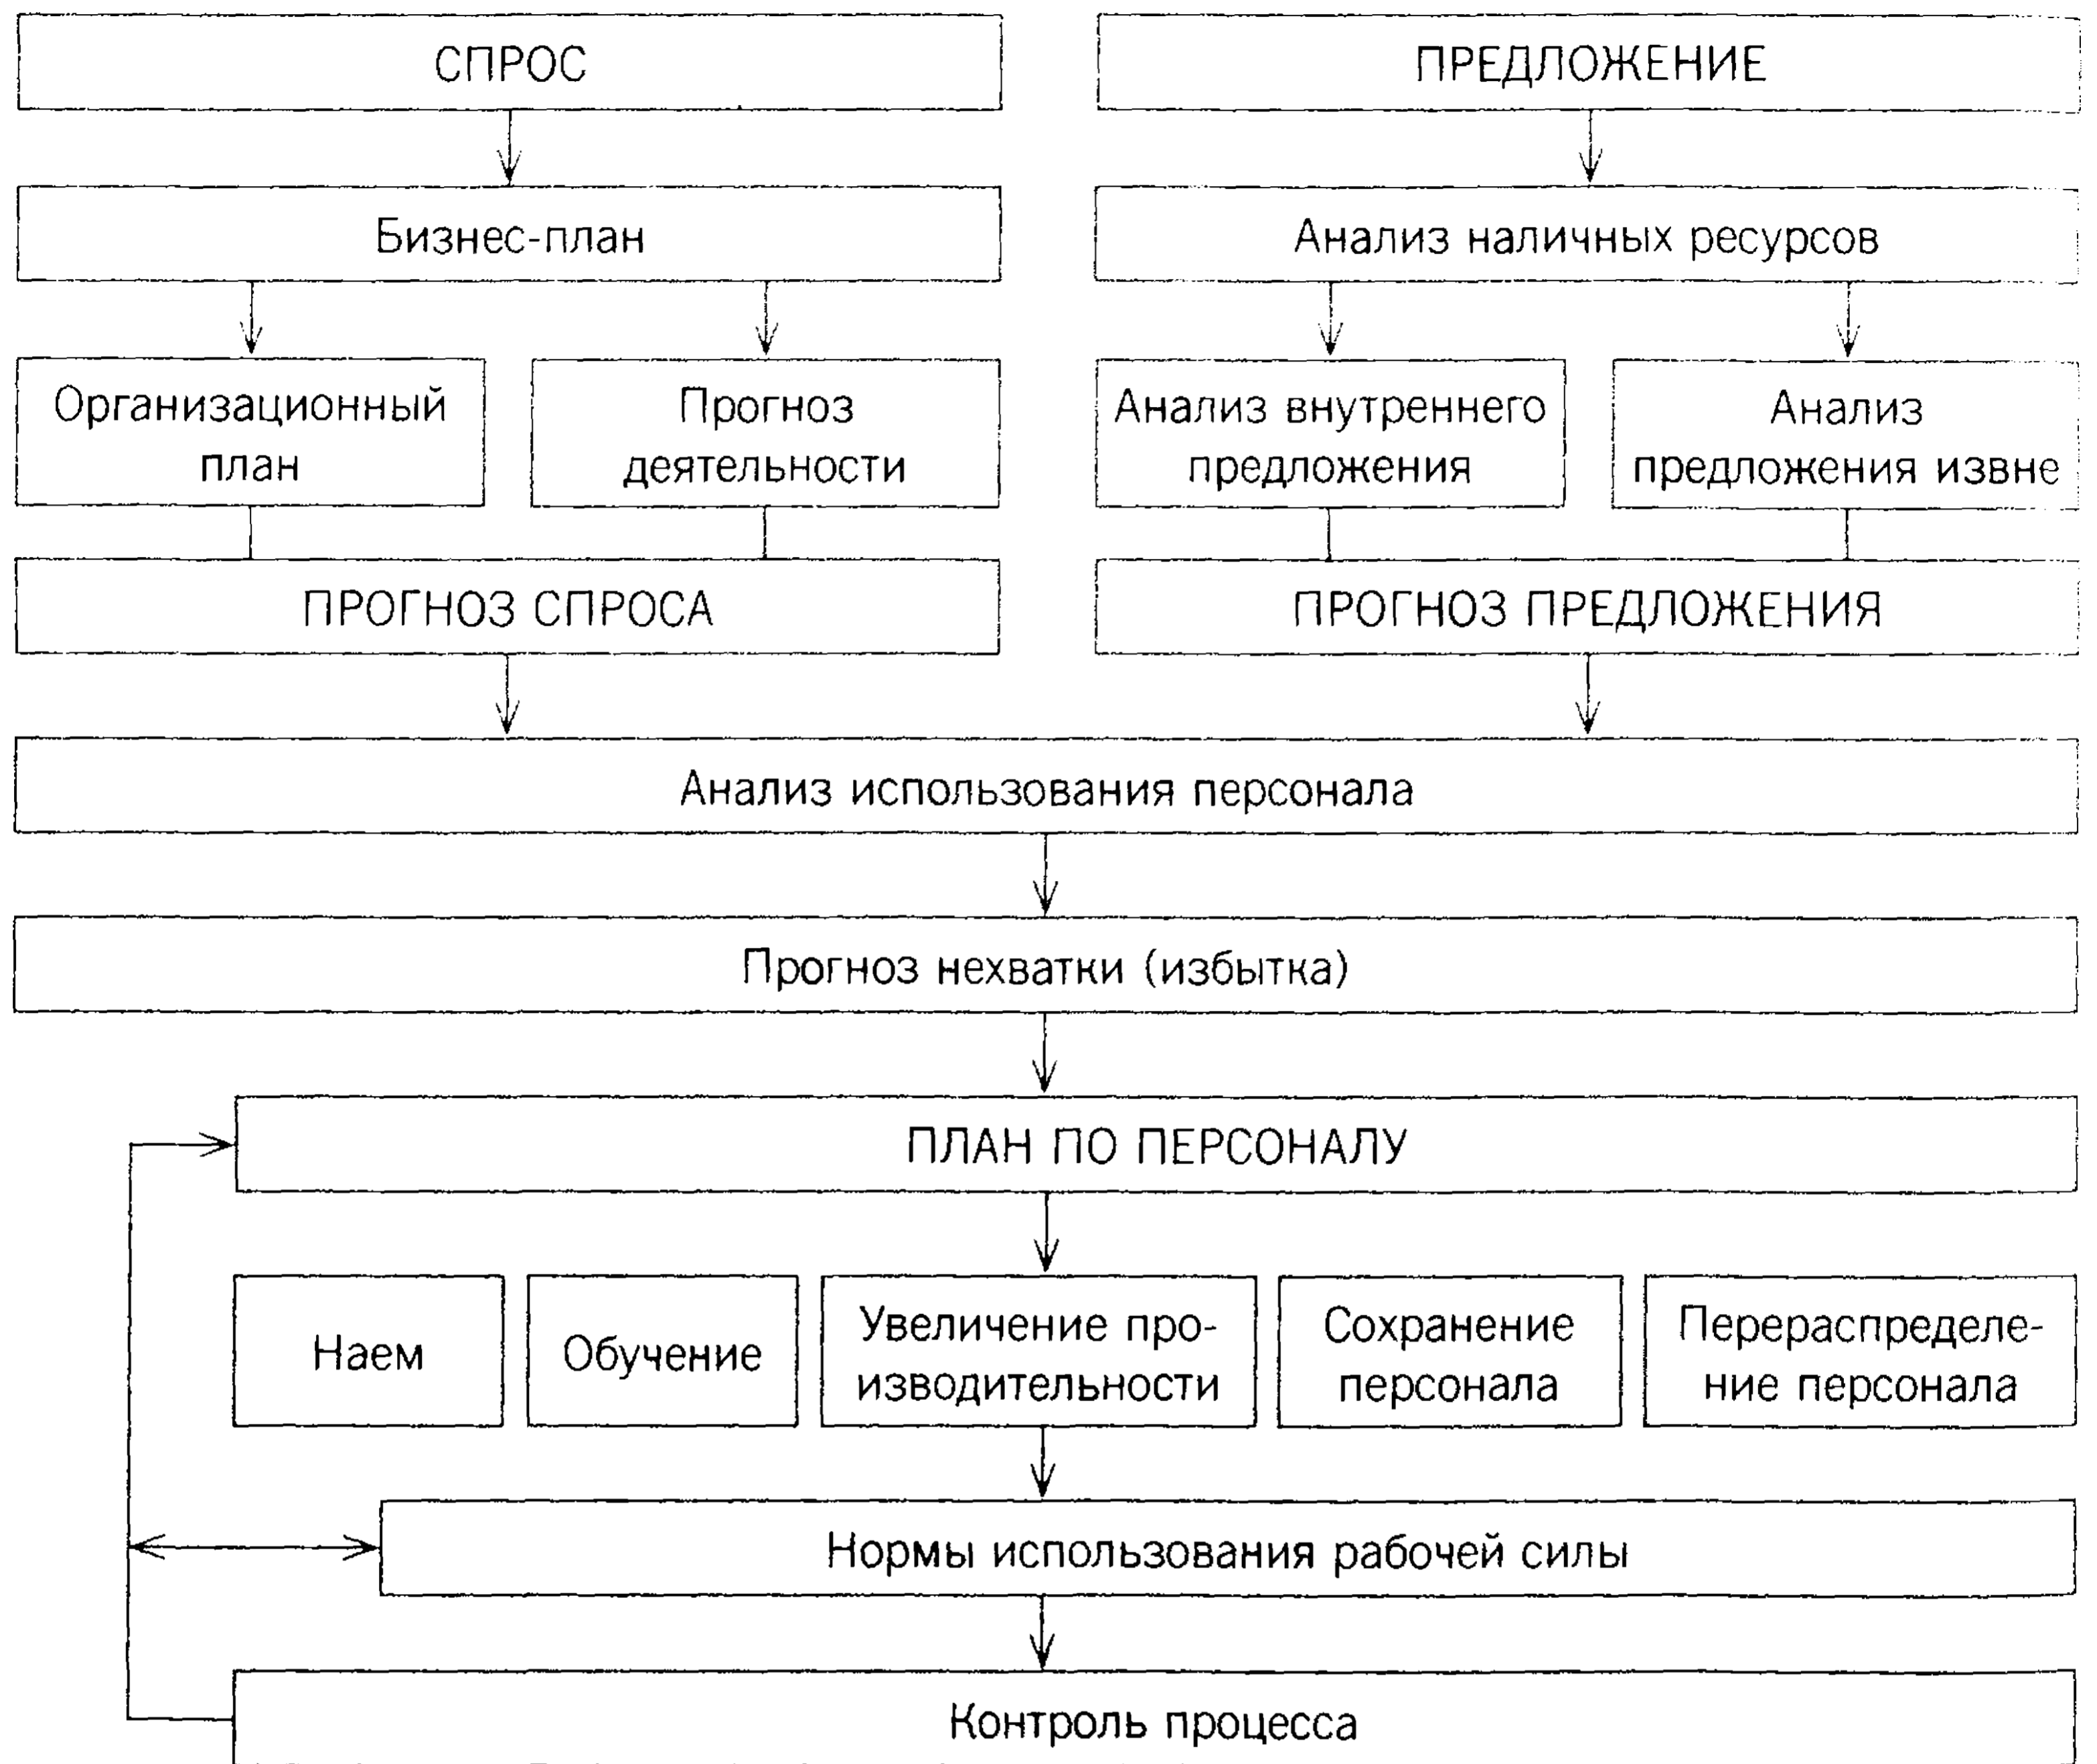 СПРОС
ПРЕДЛОЖЕНИЕ
Бизнес-план
Анализ наличных ресурсов
Организационный
план
Прогноз
деятельности
Анализ внутреннего
предложения
Анализ
предложения извне
ПРОГНОЗ СПРОСА
ПРОГНОЗ ПРЕДЛОЖЕНИЯ
Анализ использования персонала
Прогноз нехватки (избытка)
ПЛАН ПО ПЕРСОНАЛУ
Наем
Обучение
Увеличение про-
изводительности
Сохранение
персонала
Перераспределе-
ние персонала
Нормы использования рабочей силы
Контроль процесса